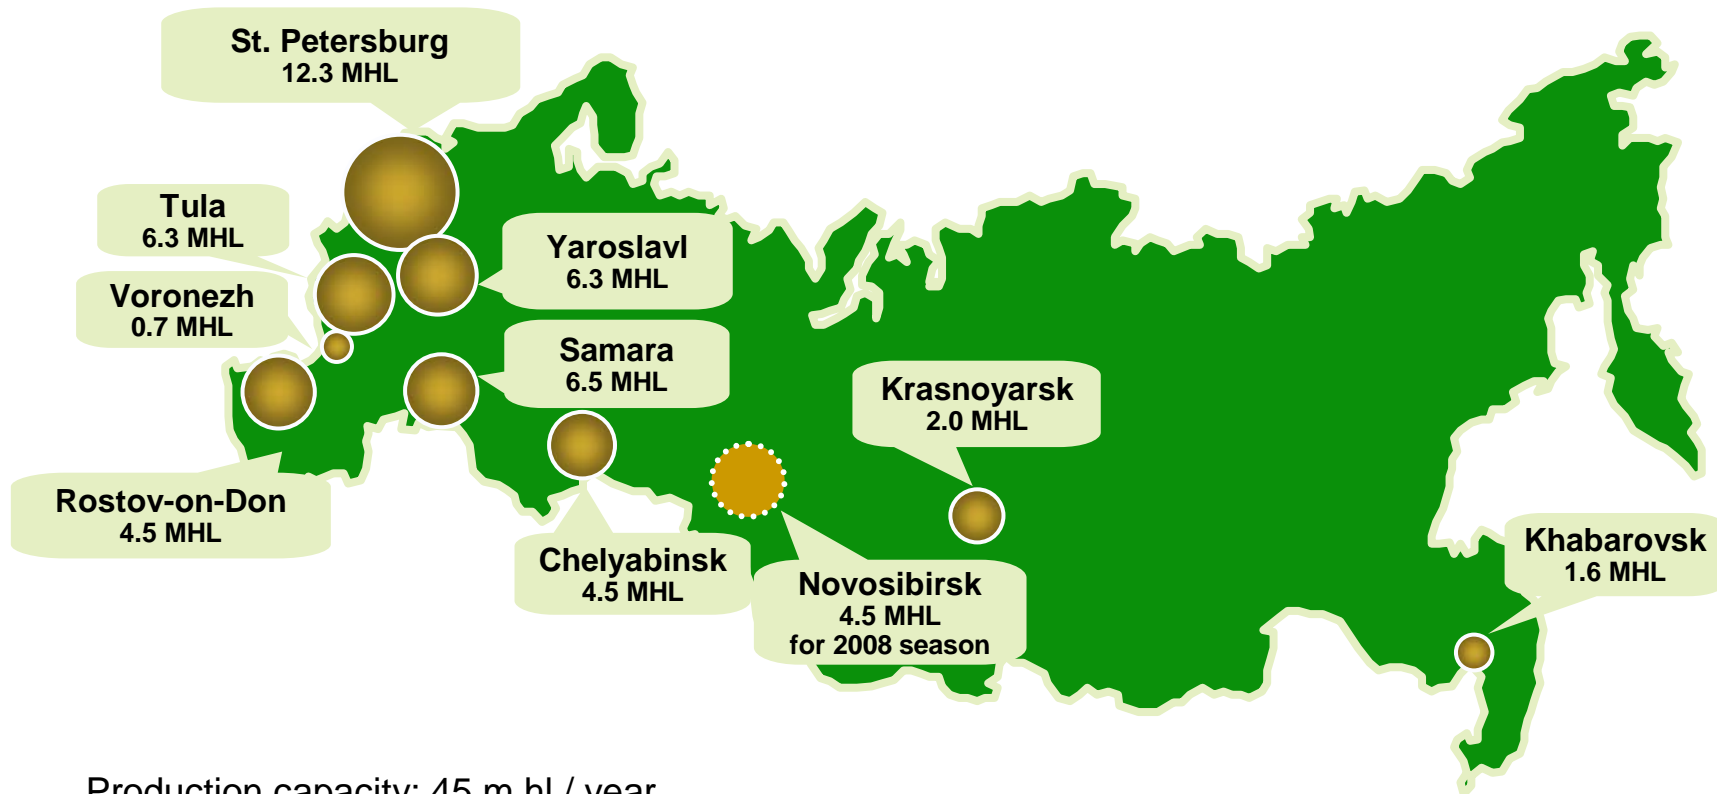 St. Petersburg
12.3 MHL
Tula
6.3 MHL
Yaroslavl
6.3 MHL
Voronezh
0.7 MHL
Samara
6.5 MHL
Krasnoyarsk
2.0 MHL
Rostov-on-Don
4.5 MHL
Chelyabinsk
4.5 MHL
Novosibirsk
4.5 MHL
for 2008 season
Khabarovsk
1.6 MHL
Production capacity: 45 m hl / year